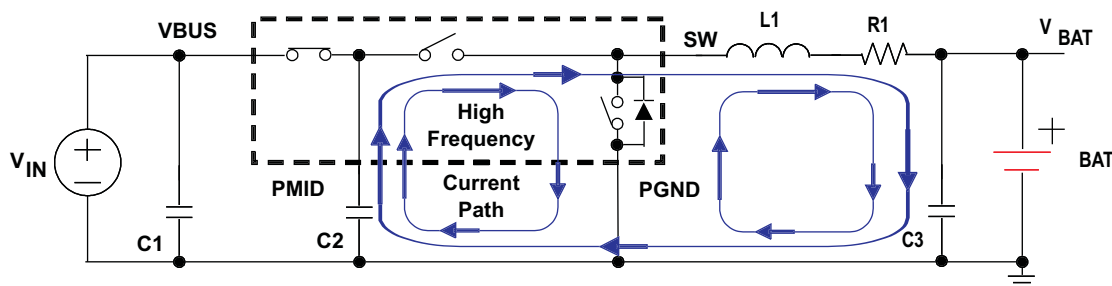 VBUS
SW
L1
R1
V BAT
High
Frequency
+
V IN
+
−
PMID
Current
Path
PGND
+
BAT
C1
C2
C3